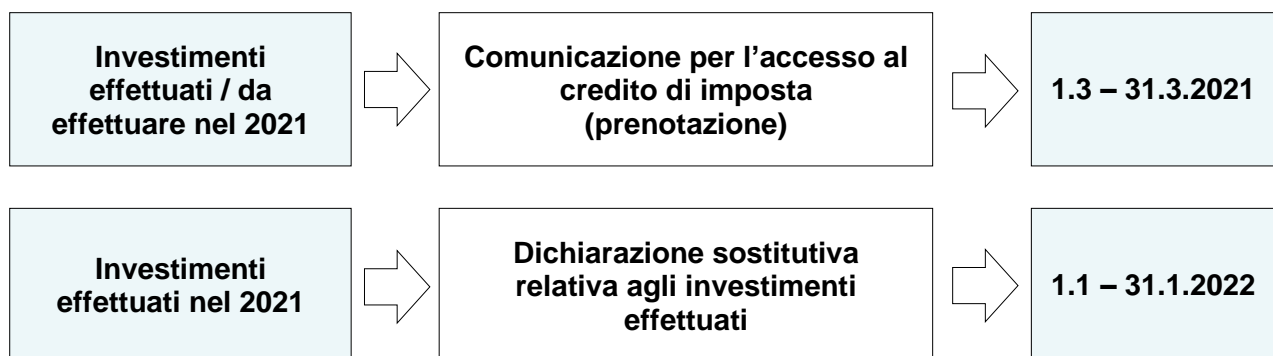 Investimenti
effettuati / da
effettuare nel 2021
Comunicazione per l’accesso al
credito di imposta
(prenotazione)
1.3 – 31.3.2021
Investimenti
effettuati nel 2021
Dichiarazione sostitutiva
relativa agli investimenti
effettuati
1.1 – 31.1.2022